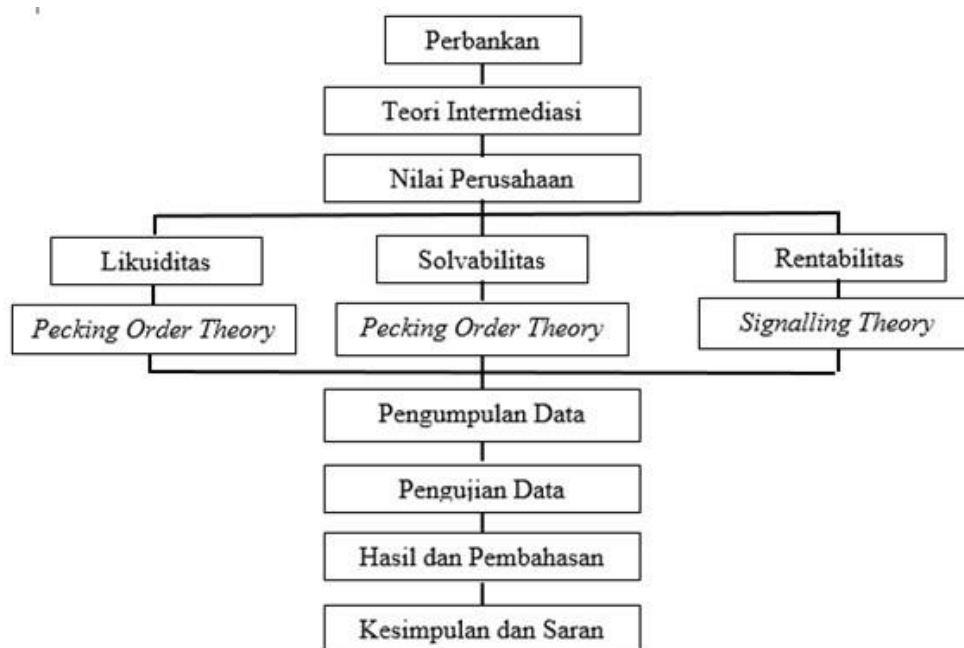 Perbankan
Teori Intermediasi
Nilai Perusahaan
Likuiditas
Solvabilitas
Rentabilitas
Pecking Order Theory
Pecking Order Theory
Signalling Theory
Pengumpulan Data
Pengujian Data
Hasil dan Pembahasan
Kesimpulan dan Saran